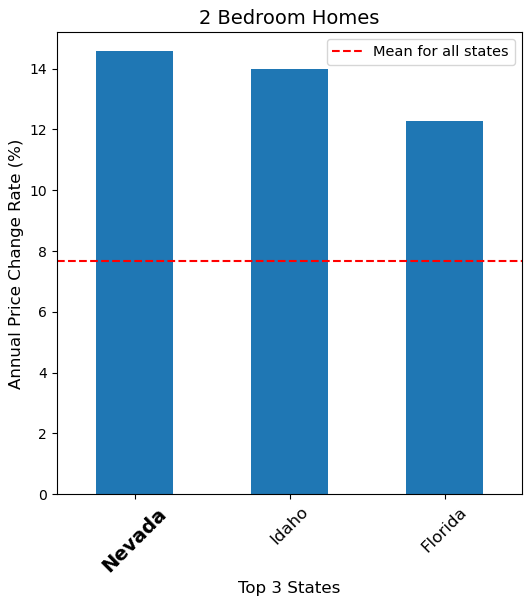 2 Bedroom Homes
Mean for all states
Annual Price Change Rate (%)
14
12
10
8
6
4
2
0
Nevada
Idaho
Florida
Top 3 States